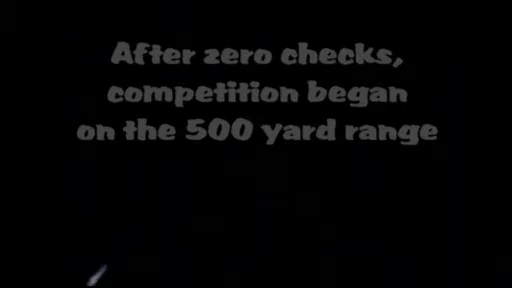 After zero checks,
competition began
on the 500 yard range